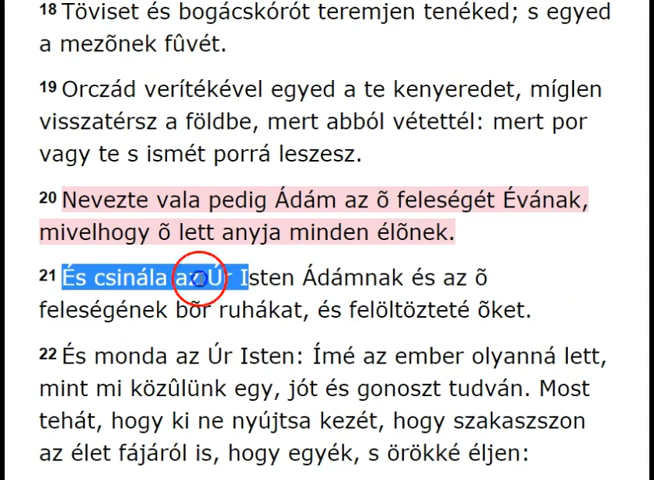 18 Töviset és bogácskórót teremjen tenéked; s egyed
a mezõnek fûvét.
19 Orczád verítékével egyed a te kenyeredet, míglen
visszatérsz a földbe, mert abból vétettél: mert por
vagy te s ismét porrá leszesz.
20 Nevezte vala pedig Ádám az õ feleségét Évának,
mivelhogy õ lett anyja minden élõnek.
21 És csinála az Úr Isten Ádámnak és az õ
feleségének bõr ruhákat, és felöltözteté õket.
22 És monda az Úr Isten: Ímé az ember olyanná lett,
mint mi közûlünk egy, jót és gonoszt tudván. Most
tehát, hogy ki ne nyújtsa kezét, hogy szakaszszon
az élet fájáról is, hogy egyék, s örökké éljen: